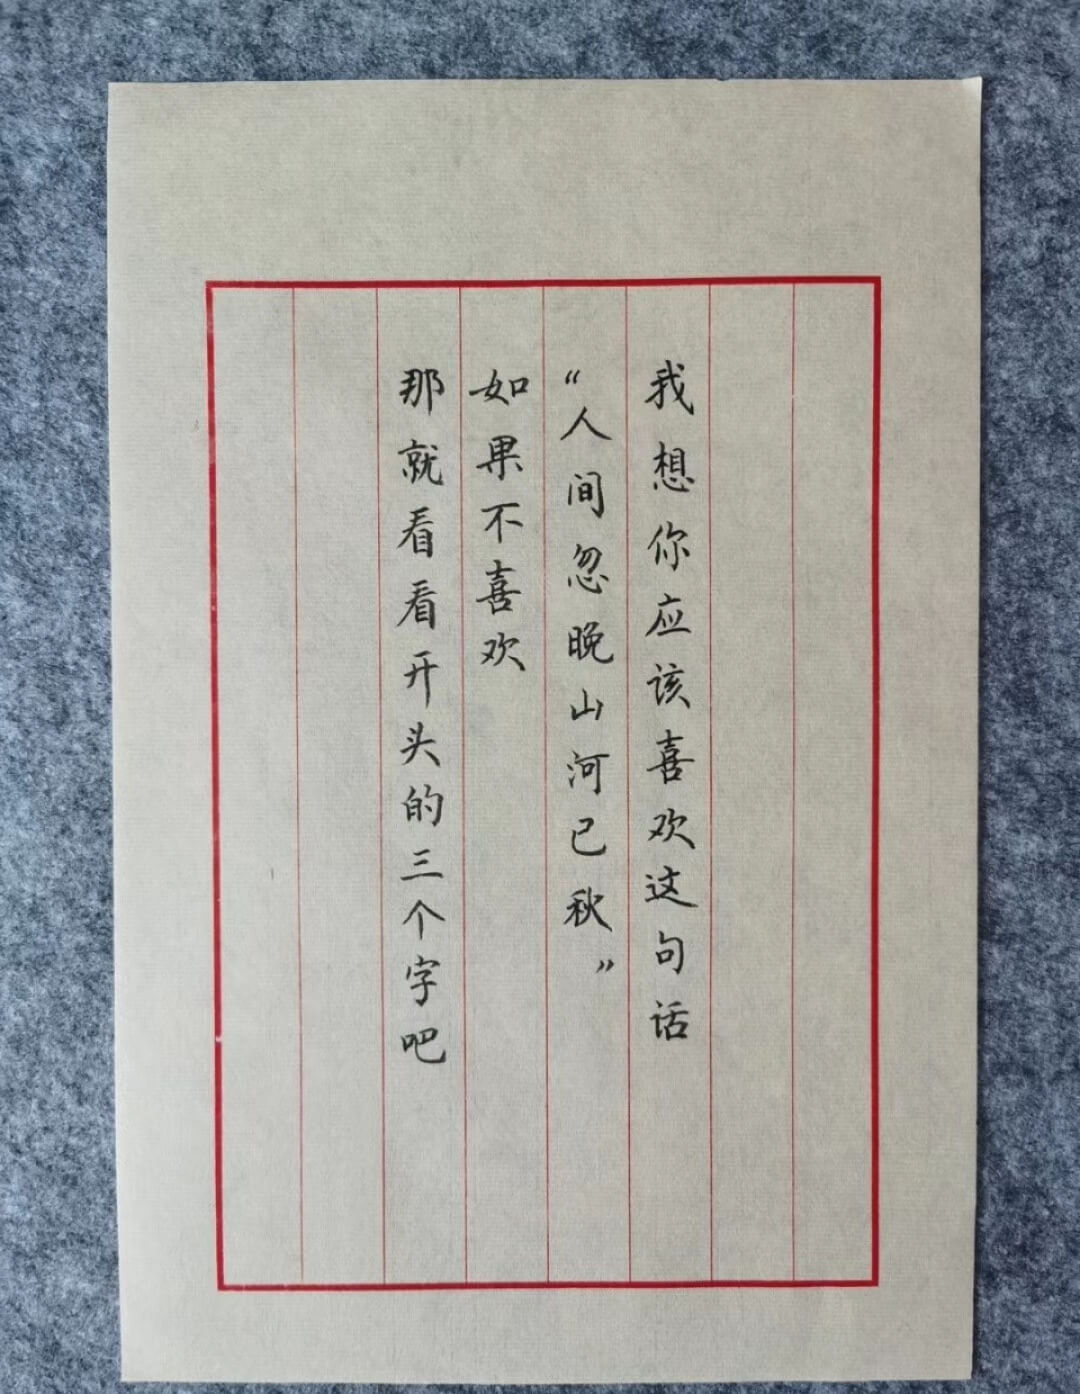 我想你应该喜欢这句话
“人间忽晚山河已秋”
如果不喜欢
那就看看开头的三个字吧